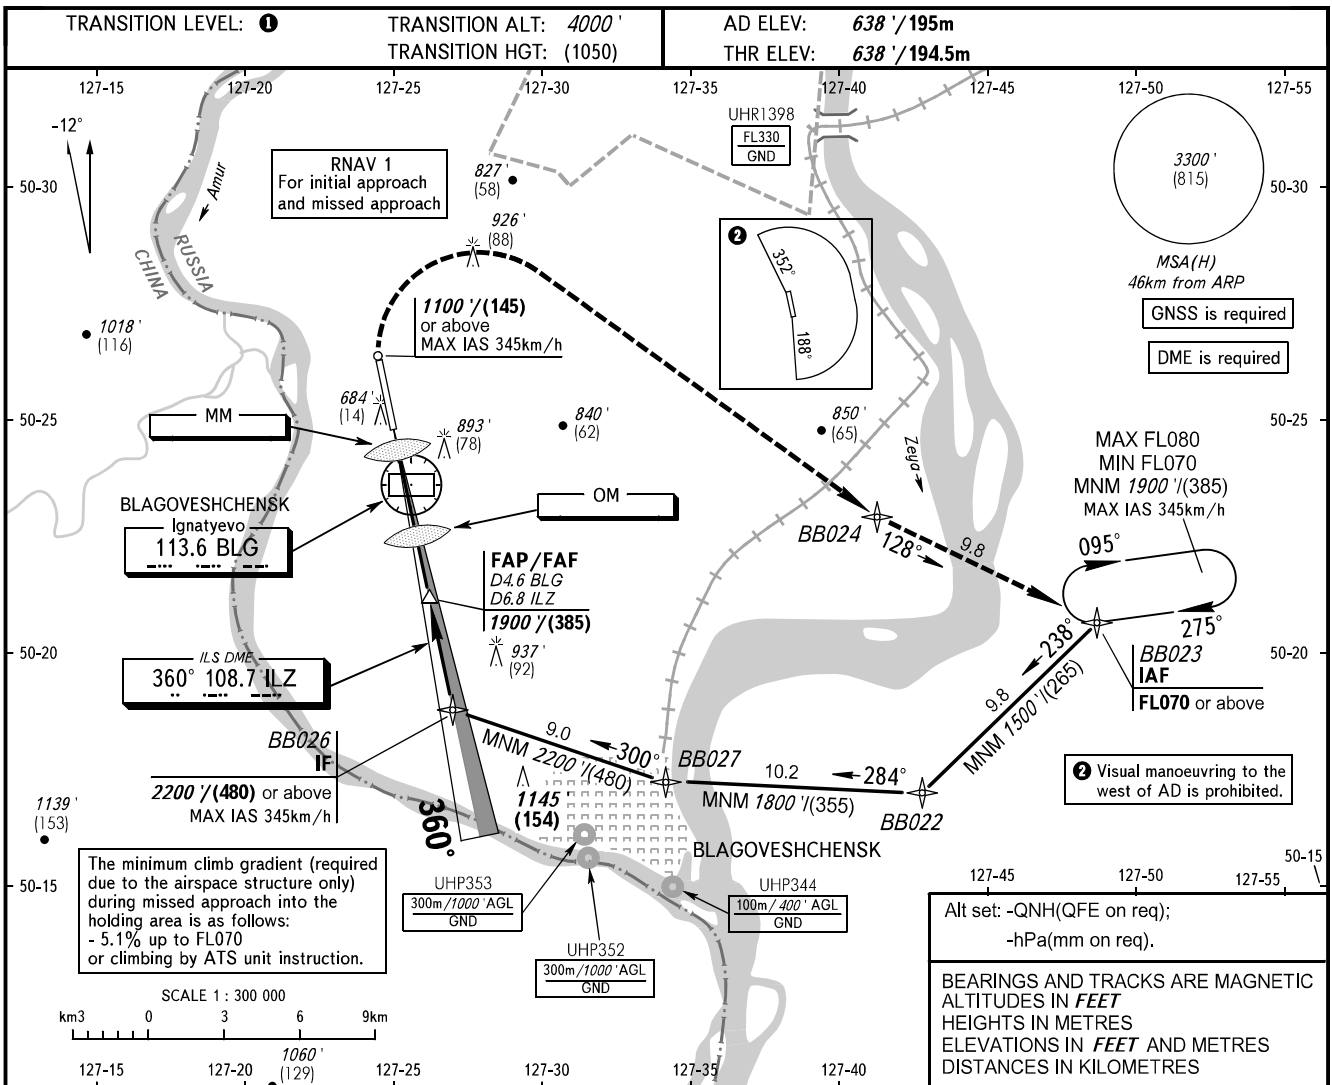 TRANSITION LEVEL: ❶
TRANSITION ALT: 4000 '
TRANSITION HGT: (1050)
AD ELEV: 638 '/195m
THR ELEV: 638 '/194.5m
127-15 127-20 127-25 127-30 127-35 127-40 127-45 127-50 127-55
-12°
50-30
Amur
RUSSIA
CHINA
RNAV 1
For initial approach
and missed approach
827 '
(58)
926 '
(88)
UHR1398
FL330
GND
3300 '
(815)
50-30
MSA(H)
46km from ARP
GNSS is required
DME is required
❷
352°
188°
1018 '
(116)
1100 '/(145)
or above
MAX IAS 345km/h
684 '
(14)
893 '
(78)
840 '
(62)
850 '
(65)
50-25
50-25
MM
OM
Zeya
BLAGOVESHCHENSK
Ignatyevo
113.6 BLG
FAP/FAF
D4.6 BLG
D6.8 ILZ
1900 '/(385)
937 '
(92)
BB024
128°
9.8
MAX FL080
MIN FL070
MNM 1900 '/(385)
MAX IAS 345km/h
095°
275°
50-20
50-20
ILS DME
360° 108.7 ILZ
238°
9.8
MNM 1500 '/(265)
BB023
IAF
FL070 or above
BB026
IF
2200 '/(480) or above
MAX IAS 345km/h
9.0
300°
MNM 2200 '/(480)
BB027
10.2
284°
MNM 1800 '/(355)
BB022
❷ Visual manoeuvring to the
west of AD is prohibited.
1139 '
(153)
360°
1145 '
(154)
BLAGOVESHCHENSK
50-15
50-15
The minimum climb gradient (required
due to the airspace structure only)
during missed approach into the
holding area is as follows:
- 5.1% up to FL070
or climbing by ATS unit instruction.
UHP353
300m/1000 'AGL
GND
UHP352
300m/1000 'AGL
GND
UHP344
100m/400 ' AGL
GND
127-45 127-50 127-55
Alt set: -QNH(QFE on req);
-hPa(mm on req).
BEARINGS AND TRACKS ARE MAGNETIC
ALTITUDES IN FEET
HEIGHTS IN METRES
ELEVATIONS IN FEET AND METRES
DISTANCES IN KILOMETRES
SCALE 1 : 300 000
km3 0 3 6 9km
1060 '
(129)
127-15 127-20 127-25 127-30 127-35 127-40